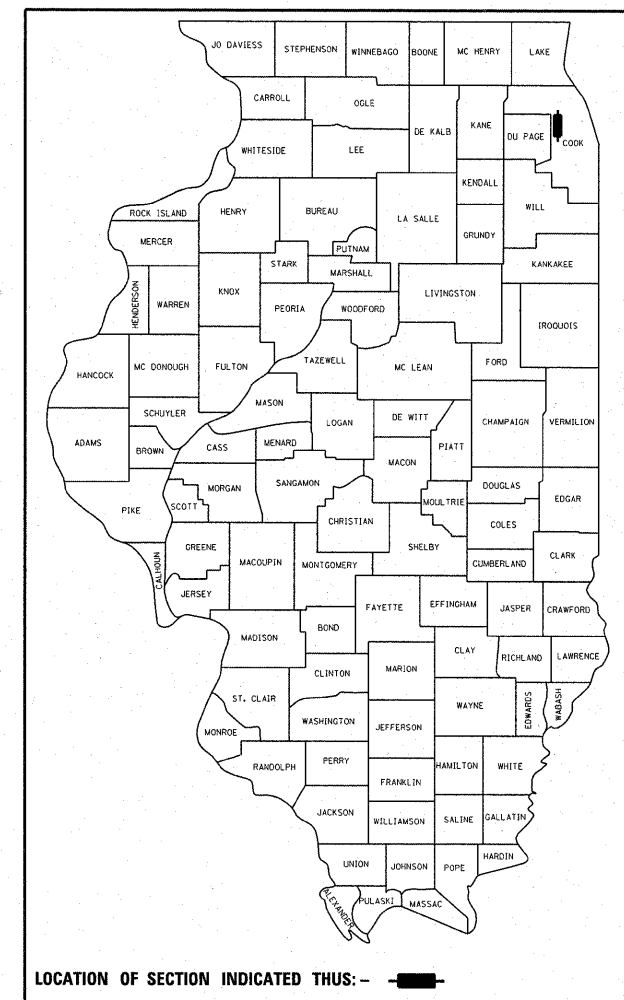 JO DAVIESS STEPHENSON WINNEBAGO BOONE MC HENRY LAKE
CARROLL OGLE
DE KALB KANE DU PAGE COOK
WHITESIDE LEE
KENDALL
WILL
ROCK ISLAND HENRY BUREAU LA SALLE
GRUNDY
MERCER PUTNAM
STARK MARSHALL KANKAKEE
HENDERSON WARREN KNOX PEORIA WOODFORD LIVINGSTON
IROQUOIS
HANCOCK MC DONOUGH FULTON TAZEWELL MC LEAN FORD
MASON
SCHUYLER LOGAN DE WITT CHAMPAIGN VERMILION
ADAMS BROWN CASS MENARD PIATT
MACON
MORGAN SANGAMON DOUGLAS EDGAR
PIKE SCOTT MOULTRIE
CHRISTIAN COLES
GREENE MACOUPIN MONTGOMERY SHELBY CUMBERLAND CLARK
CALHOUN JERSEY
FAYETTE EFFINGHAM JASPER CRAWFORD
MADISON BOND
CLAY RICHLAND LAWRENCE
CLINTON MARION
ST. CLAIR WAYNE EDWARDS WABASH
WASHINGTON JEFFERSON
MONROE
RANDOLPH PERRY HAMILTON WHITE
FRANKLIN
JACKSON WILLIAMSON SALINE GALLATIN
UNION JOHNSON POPE HARDIN
ALEXANDER PULASKI MASSAC
LOCATION OF SECTION INDICATED THUS: -